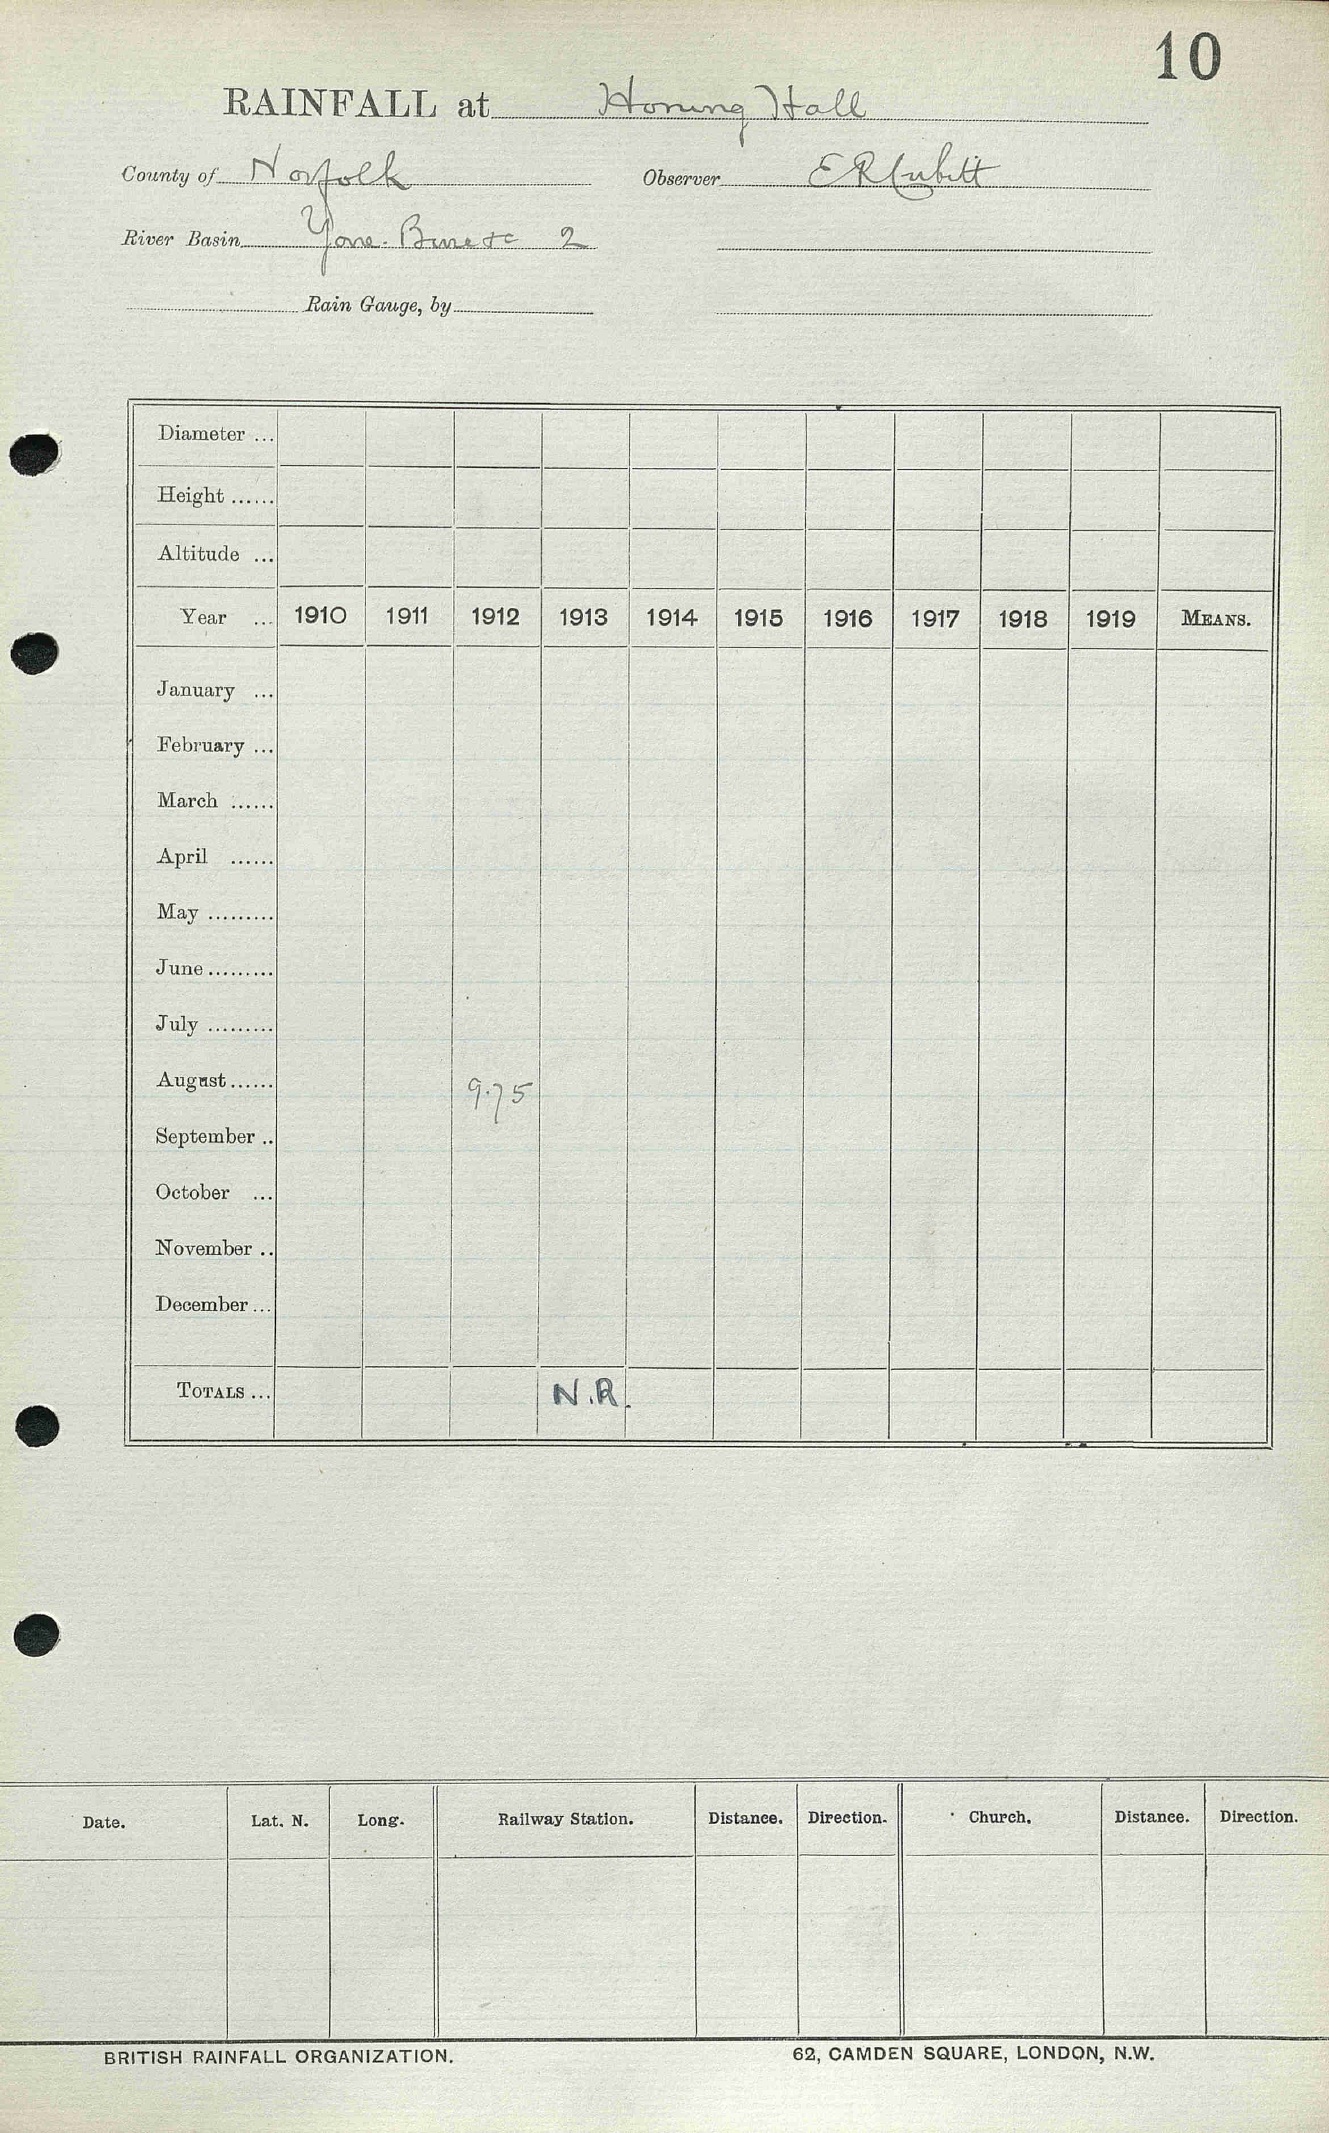 10
RAINFALL at Honing Hall
County of Norfolk Observer E R Cubitt
River Basin Yare. Bure &c 2
Rain Gauge, by
Diameter ...
Height ......
Altitude ...
Year ... 1910 1911 1912 1913 1914 1915 1916 1917 1918 1919 MEANS.
January ...
February ...
March ......
April ......
May .........
June .........
July .........
August ...... 9.75
September ..
October ...
November ..
December ...
TOTALS ... N.R.
Date. Lat. N. Long. Railway Station. Distance. Direction. Church. Distance. Direction.
BRITISH RAINFALL ORGANIZATION. 62, CAMDEN SQUARE, LONDON, N.W.